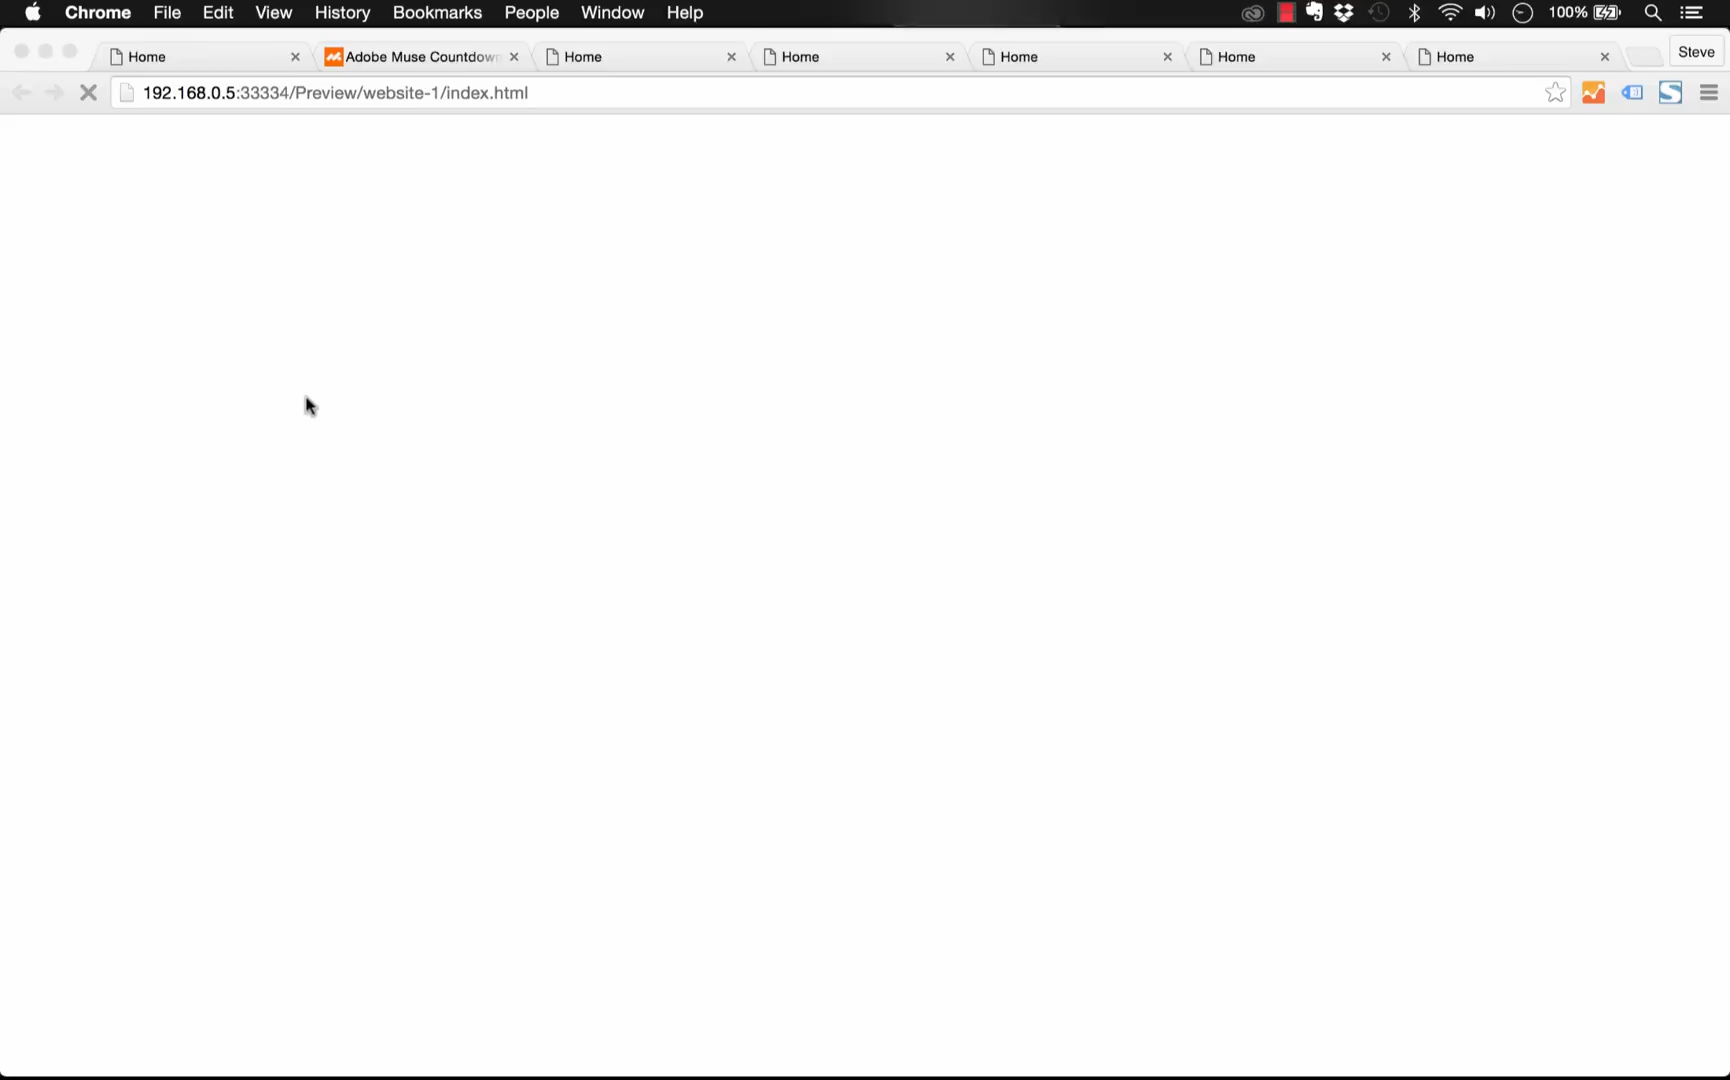 Chrome File Edit View History Bookmarks People Window Help 100%
Home Adobe Muse Countdown Home Home Home Home Home Steve
192.168.0.5:33334/Preview/website-1/index.html